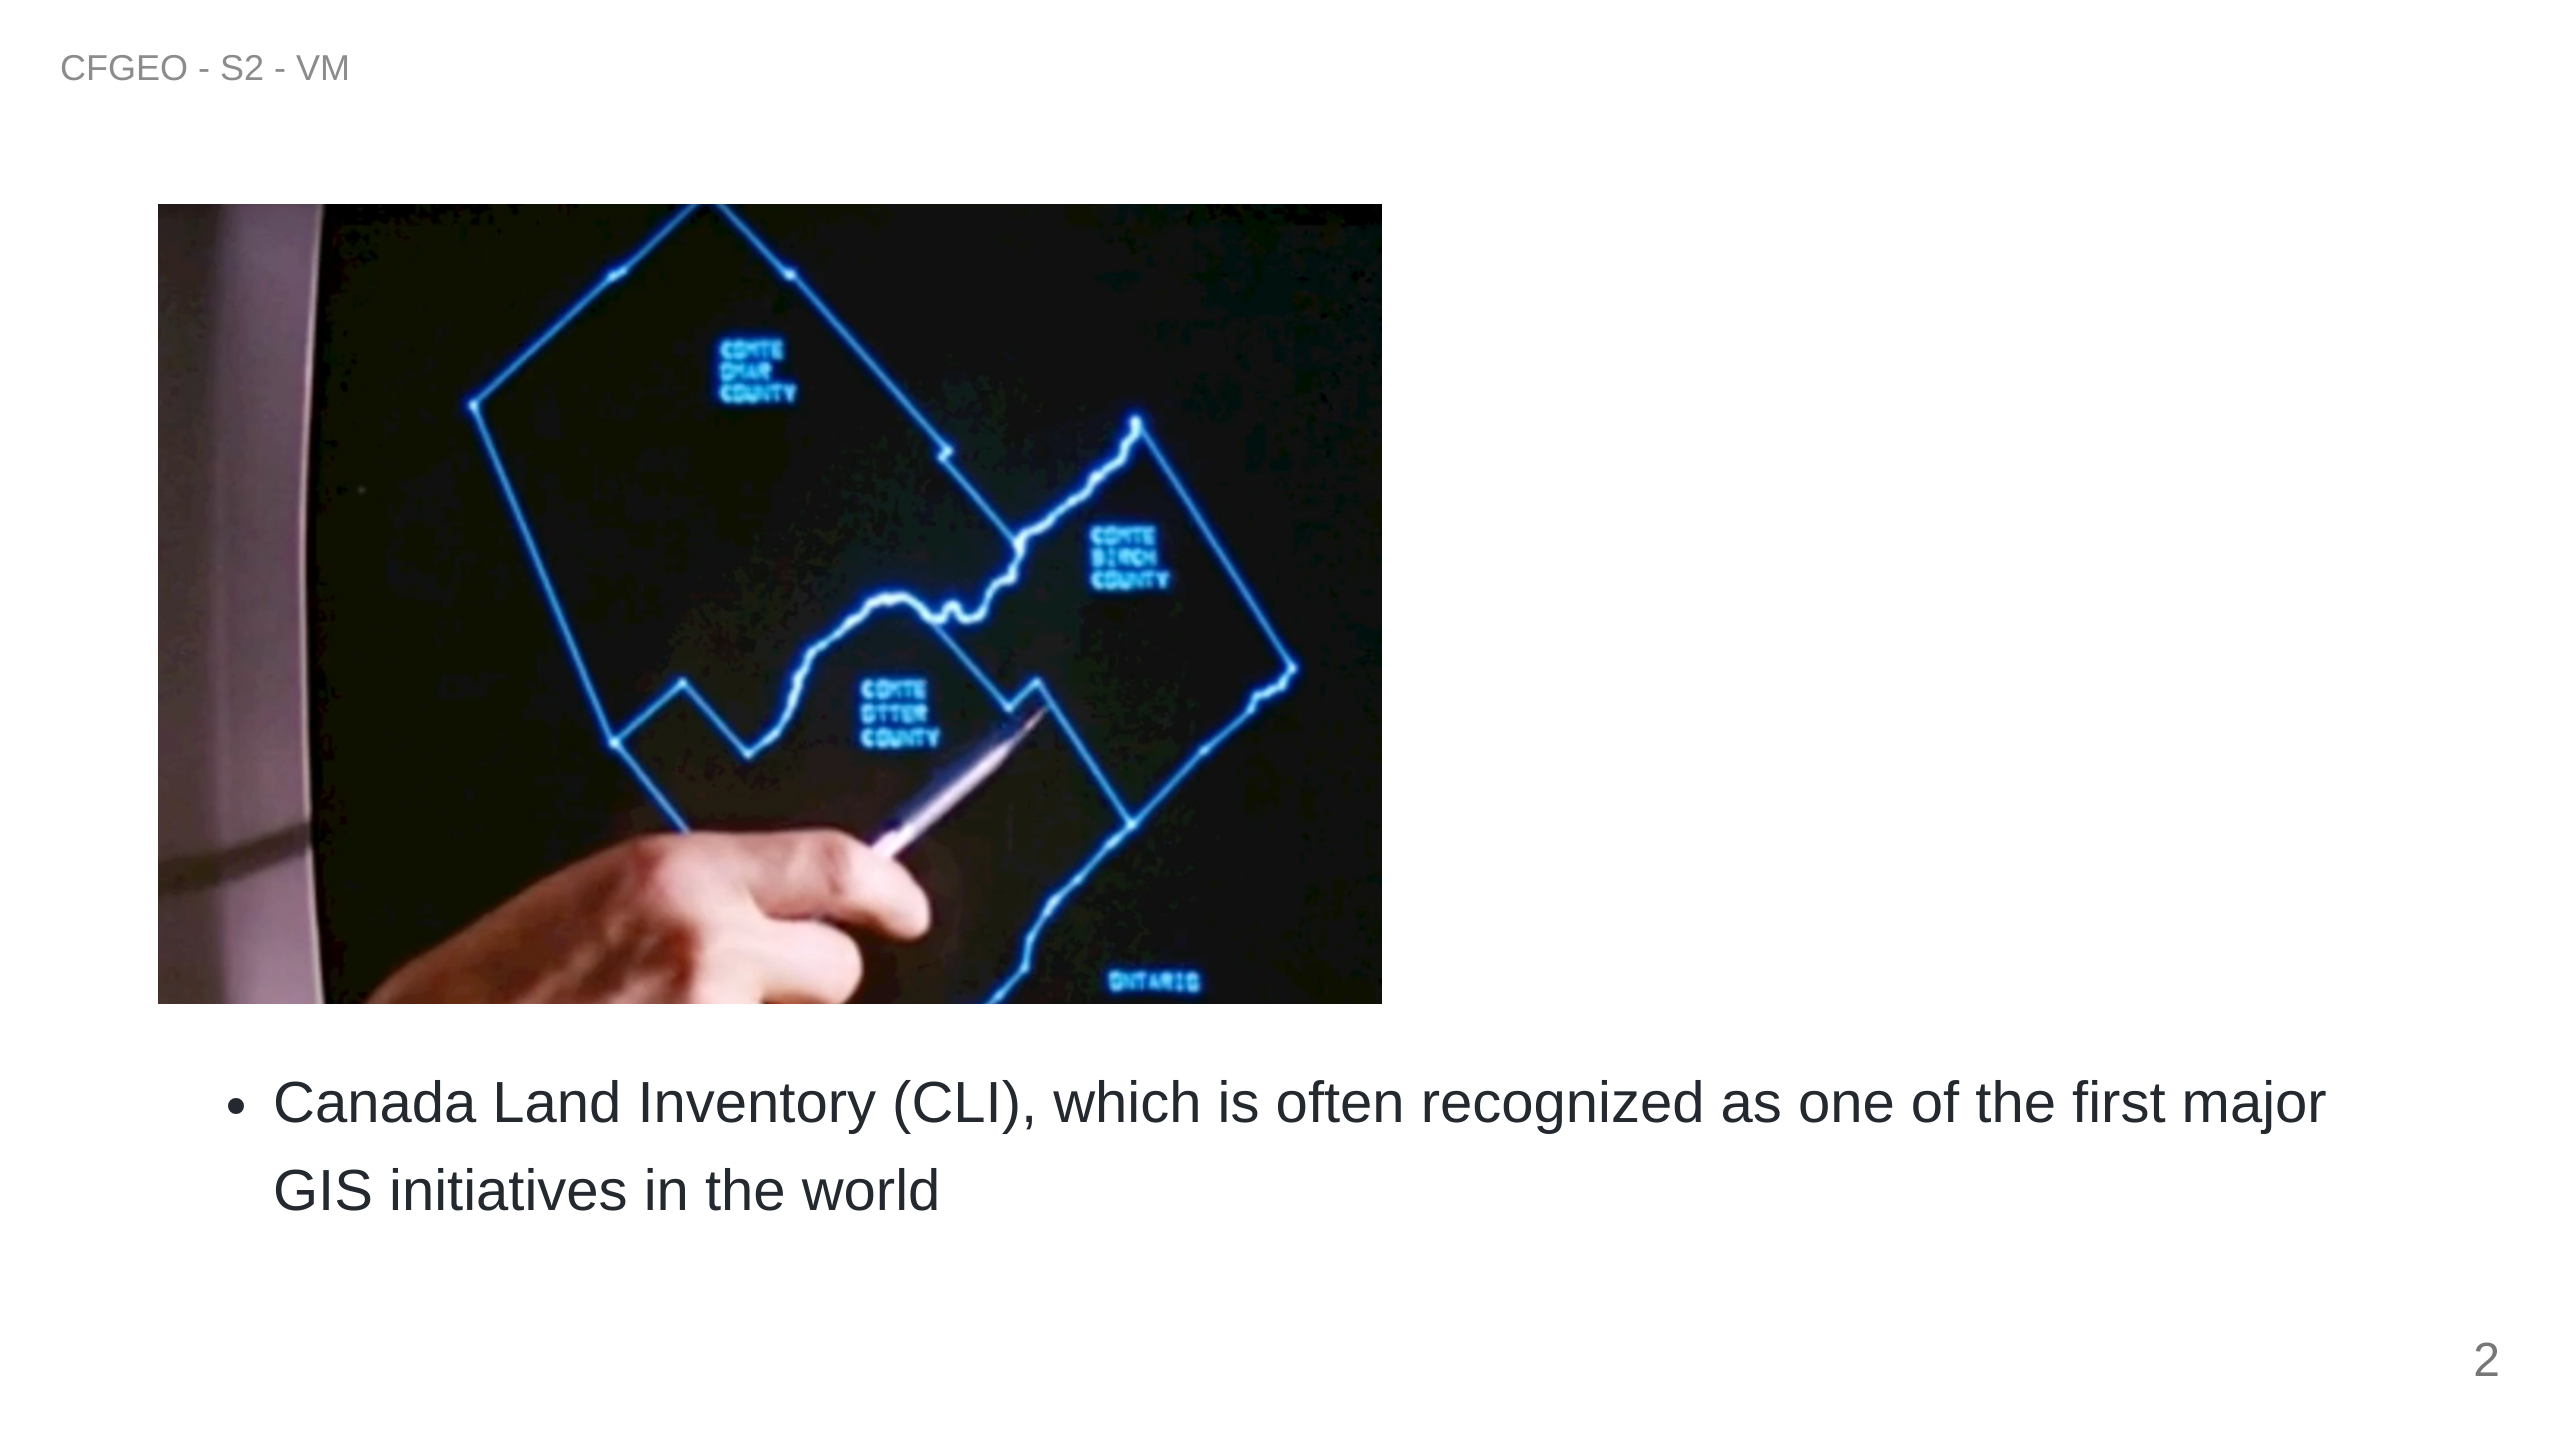 CFGEO - S2 - VM
COMTE
COUNTY
COMTE
BIRCH
COUNTY
COMTE
OTTER
COUNTY
ONTARIO
• Canada Land Inventory (CLI), which is often recognized as one of the first major
GIS initiatives in the world
2